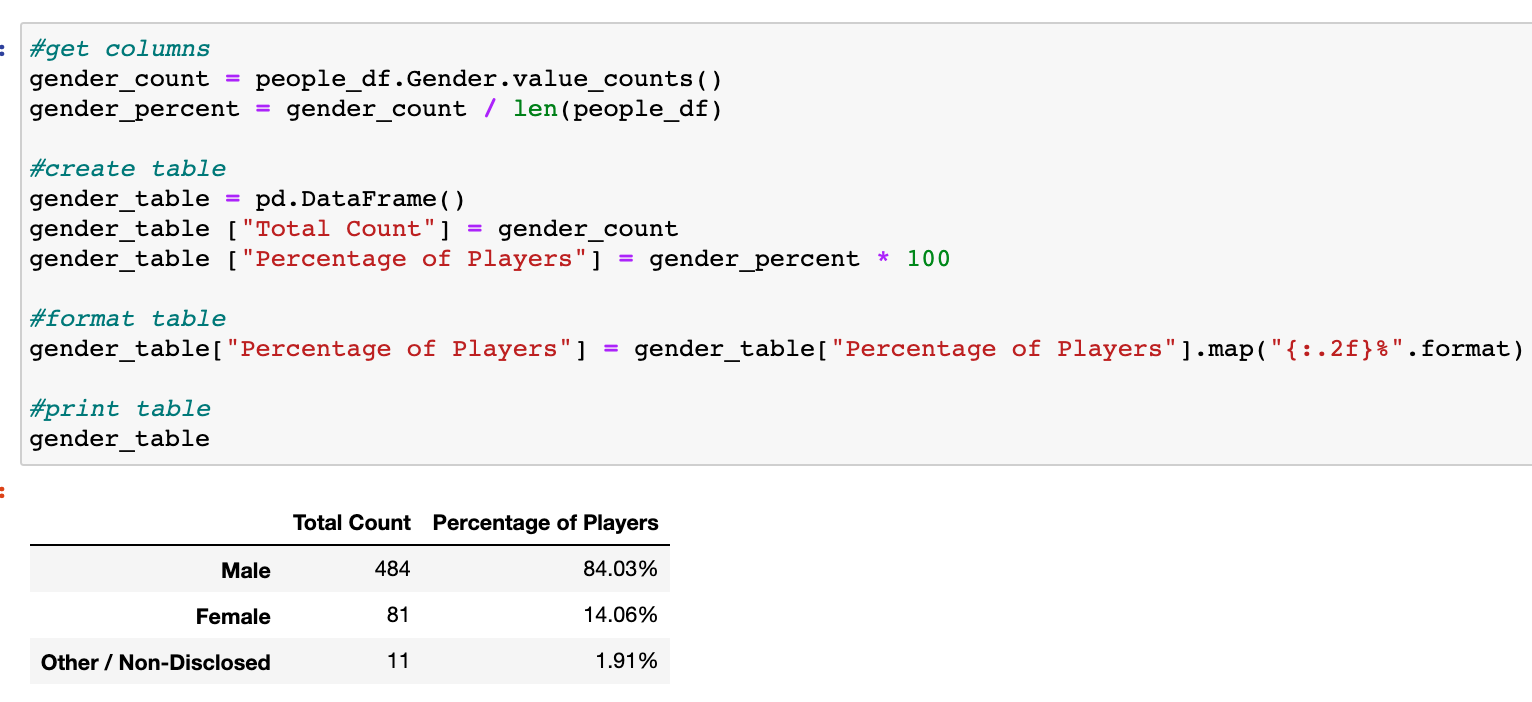 #get columns
gender_count = people_df.Gender.value_counts()
gender_percent = gender_count / len(people_df)
#create table
gender_table = pd.DataFrame()
gender_table ["Total Count"] = gender_count
gender_table ["Percentage of Players"] = gender_percent * 100
#format table
gender_table["Percentage of Players"] = gender_table["Percentage of Players"].map("{:.2f}%".format)
#print table
gender_table
Total Count Percentage of Players
Male 484 84.03%
Female 81 14.06%
Other / Non-Disclosed 11 1.91%